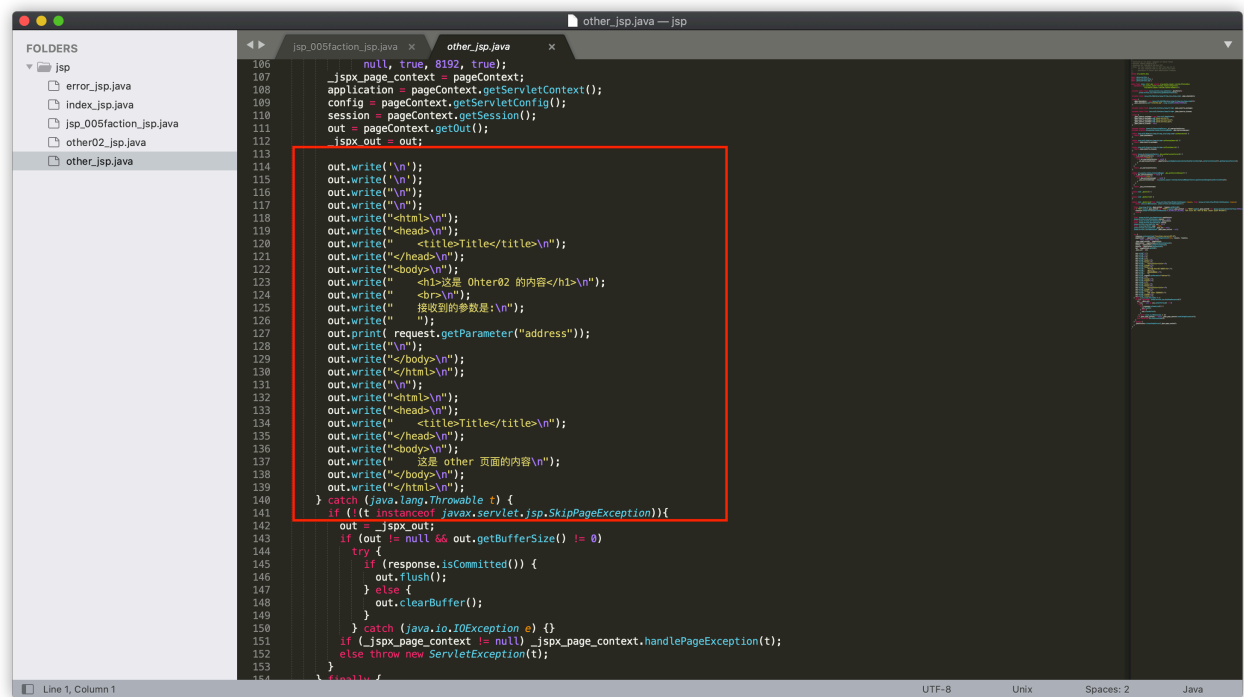 other_jsp.java — jsp
FOLDERS
jsp
error_jsp.java
index_jsp.java
jsp_005faction_jsp.java
other02_jsp.java
other_jsp.java
jsp_005faction_jsp.java ×
other_jsp.java ×
106 null, true, 8192, true);
107 _jspx_page_context = pageContext;
108 application = pageContext.getServletContext();
109 config = pageContext.getServletConfig();
110 session = pageContext.getSession();
111 out = pageContext.getOut();
112 _jspx_out = out;
113
114 out.write('\n');
115 out.write('\n');
116 out.write("\n");
117 out.write("\n");
118 out.write("<html>\n");
119 out.write("<head>\n");
120 out.write("    <title>Title</title>\n");
121 out.write("</head>\n");
122 out.write("<body>\n");
123 out.write("    <h1>这是 Ohter02 的内容</h1>\n");
124 out.write("    <br>\n");
125 out.write("    接收到的参数是:\n");
126 out.write("    ");
127 out.print( request.getParameter("address"));
128 out.write("\n");
129 out.write("</body>\n");
130 out.write("</html>\n");
131 out.write("\n");
132 out.write("<html>\n");
133 out.write("<head>\n");
134 out.write("    <title>Title</title>\n");
135 out.write("</head>\n");
136 out.write("<body>\n");
137 out.write("    这是 other 页面的内容\n");
138 out.write("</body>\n");
139 out.write("</html>\n");
140 } catch (java.lang.Throwable t) {
141 if (!(t instanceof javax.servlet.jsp.SkipPageException)){
142 out = _jspx_out;
143 if (out != null && out.getBufferSize() != 0)
144 try {
145 if (response.isCommitted()) {
146 out.flush();
147 } else {
148 out.clearBuffer();
149 }
150 } catch (java.io.IOException e) {}
151 if (_jspx_page_context != null) _jspx_page_context.handlePageException(t);
152 else throw new ServletException(t);
153 }
154 } finally {
Line 1, Column 1
UTF-8
Unix
Spaces: 2
Java